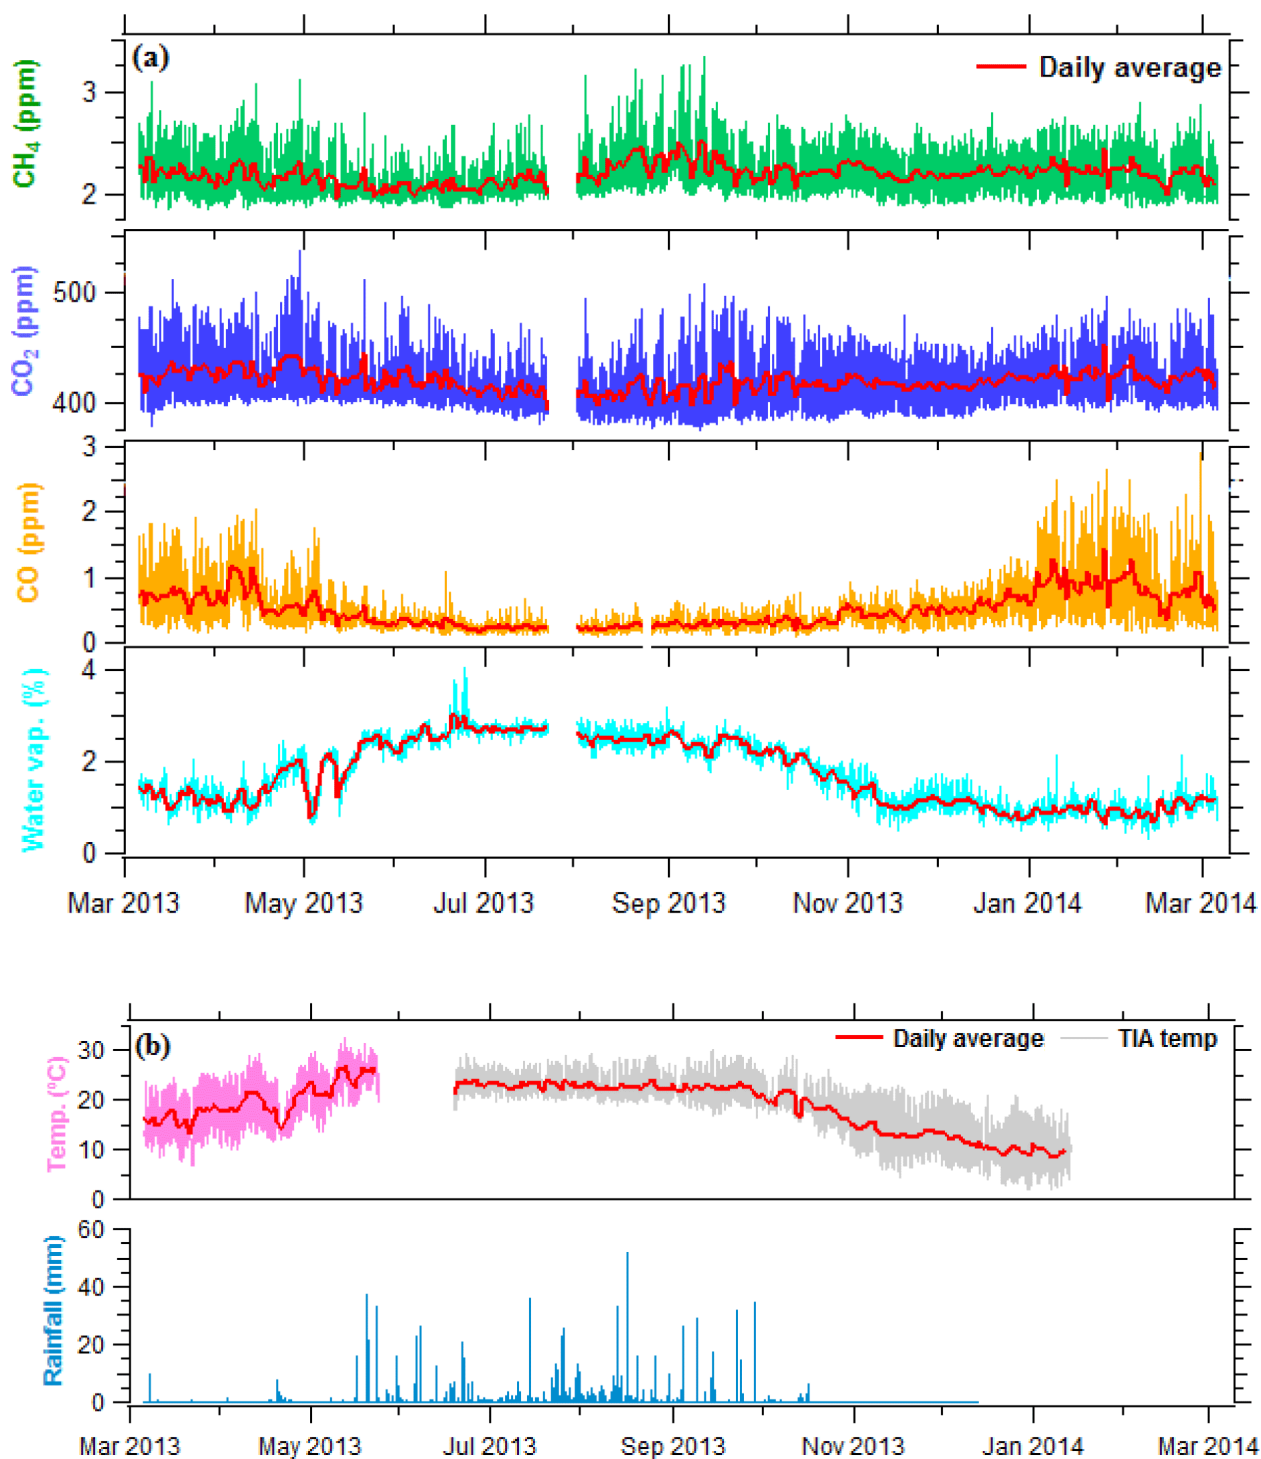 (a)
Daily average
CH4 (ppm)
3
2
CO2 (ppm)
500
400
CO (ppm)
3
2
1
0
Water vap. (%)
4
2
0
Mar 2013 May 2013 Jul 2013 Sep 2013 Nov 2013 Jan 2014 Mar 2014
(b)
Daily average TIA temp
Temp. (ºC)
30
20
10
0
Rainfall (mm)
60
40
20
0
Mar 2013 May 2013 Jul 2013 Sep 2013 Nov 2013 Jan 2014 Mar 2014